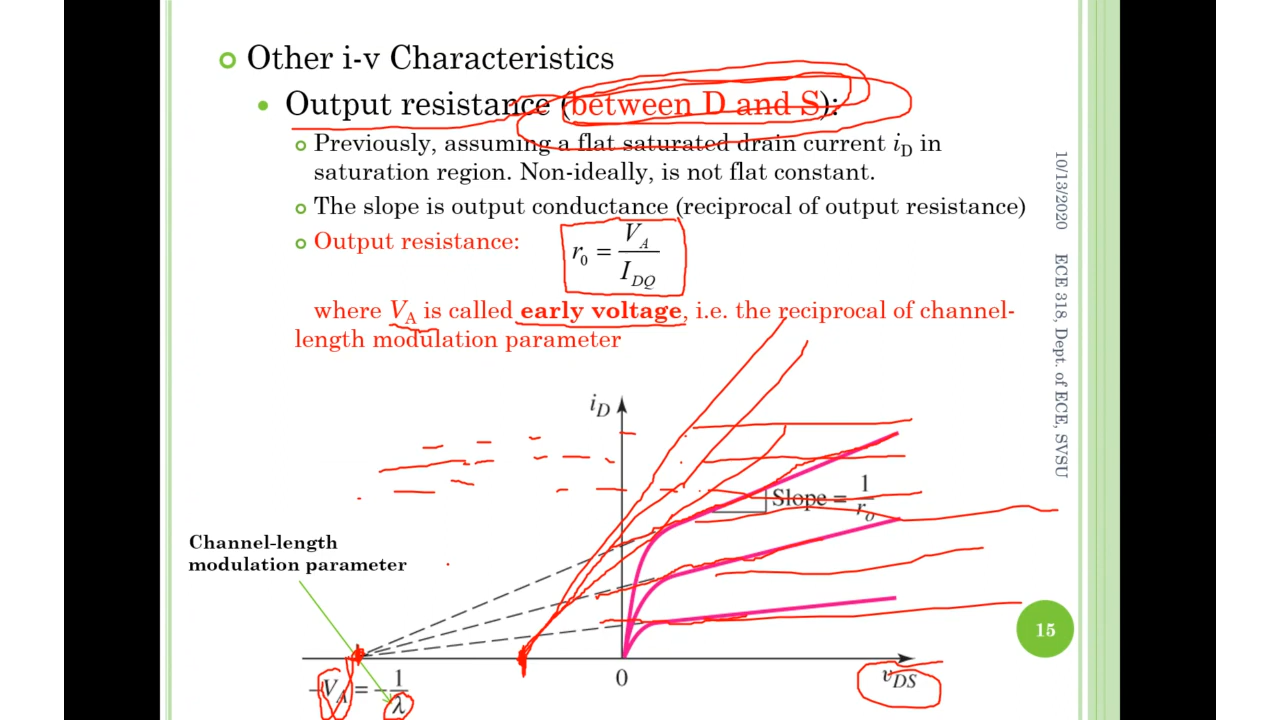 Other i-v Characteristics
Output resistance (between D and S):
Previously, assuming a flat saturated drain current iD in
saturation region. Non-ideally, is not flat constant.
The slope is output conductance (reciprocal of output resistance)
Output resistance:
r0 = VA / IDQ
where VA is called early voltage, i.e. the reciprocal of channel-
length modulation parameter
iD
Slope = 1 / ro
Channel-length
modulation parameter
-VA = - 1 / λ
0
vDS
10/13/2020
ECE 318, Dept. of ECE, SVSU
15